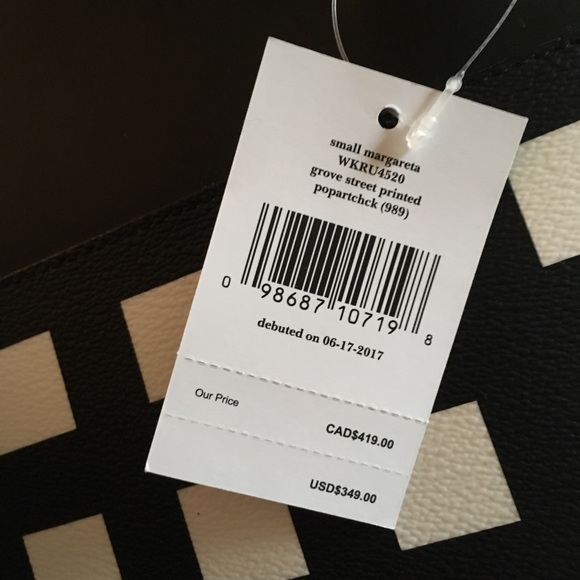 small margareta
WKRU4520
grove street printed
popartchck (989)
0 98687 10719 8
debuted on 06-17-2017
Our Price
CAD$419.00
USD$349.00